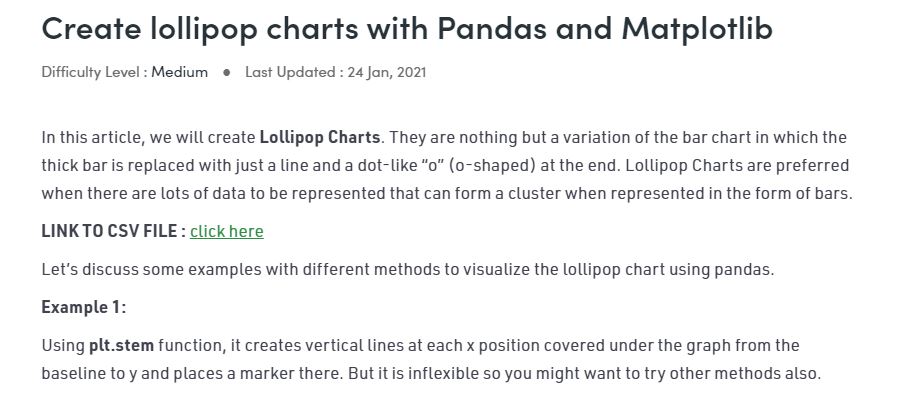 Create lollipop charts with Pandas and Matplotlib
Difficulty Level : Medium ● Last Updated : 24 Jan, 2021
In this article, we will create Lollipop Charts. They are nothing but a variation of the bar chart in which the
thick bar is replaced with just a line and a dot-like “o” (o-shaped) at the end. Lollipop Charts are preferred
when there are lots of data to be represented that can form a cluster when represented in the form of bars.
LINK TO CSV FILE : click here
Let’s discuss some examples with different methods to visualize the lollipop chart using pandas.
Example 1:
Using plt.stem function, it creates vertical lines at each x position covered under the graph from the
baseline to y and places a marker there. But it is inflexible so you might want to try other methods also.